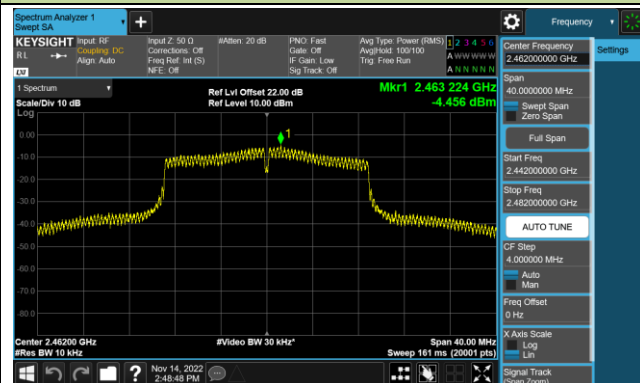 Spectrum Analyzer 1
Swept SA
Frequency
KEYSIGHT
Input: RF
Coupling: DC
Align: Auto
Input Z: 50 Ω
Corrections: Off
Freq Ref: Int (S)
NFE: Off
#Atten: 20 dB
PNO: Fast
Gate: Off
IF Gain: Low
Sig Track: Off
Avg Type: Power (RMS)
Avg|Hold: 100/100
Trig: Free Run
1 2 3 4 5 6
A W W W W W
A N N N N N
R L
LXI
1 Spectrum
Scale/Div 10 dB
Log
Ref Lvl Offset 22.00 dB
Ref Level 10.00 dBm
Mkr1 2.463 224 GHz
-4.456 dBm
1
0.00
-10.0
-20.0
-30.0
-40.0
-50.0
-60.0
-70.0
-80.0
Center 2.46200 GHz
#Res BW 10 kHz
#Video BW 30 kHz*
Span 40.00 MHz
Sweep 161 ms (20001 pts)
Nov 14, 2022
2:48:48 PM
Center Frequency
2.462000000 GHz
Settings
Span
40.0000000 MHz
Swept Span
Zero Span
Full Span
Start Freq
2.442000000 GHz
Stop Freq
2.482000000 GHz
AUTO TUNE
CF Step
4.000000 MHz
Auto
Man
Freq Offset
0 Hz
X Axis Scale
Log
Lin
Signal Track
(Span Zoom)